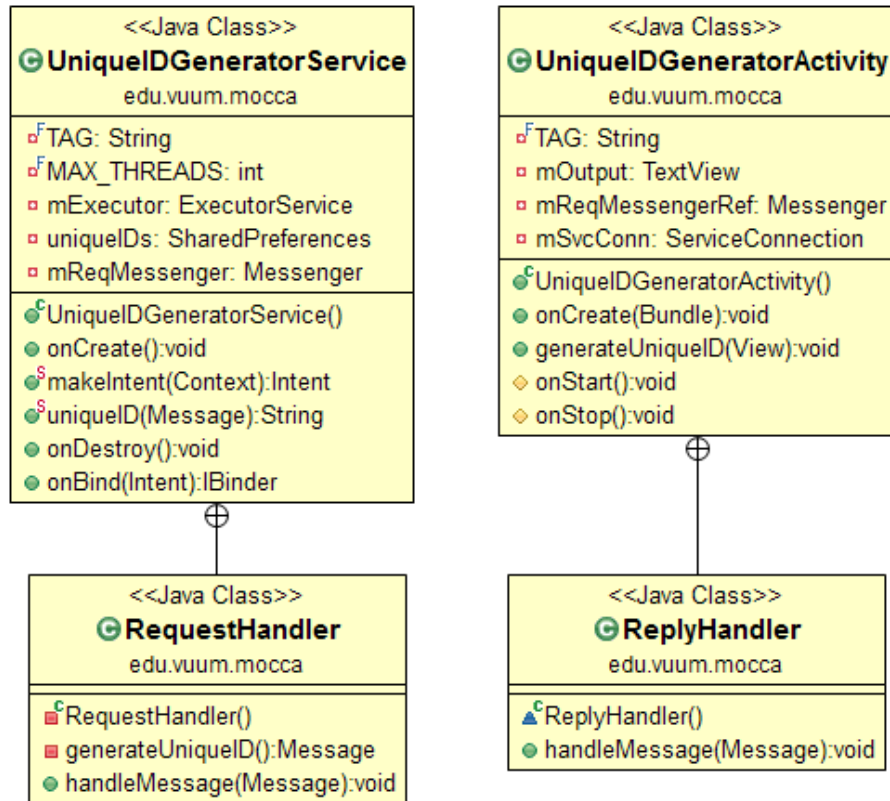 <<Java Class>>
UniqueIDGeneratorService
edu.vuum.mocca
TAG: String
MAX_THREADS: int
mExecutor: ExecutorService
uniqueIDs: SharedPreferences
mReqMessenger: Messenger
UniqueIDGeneratorService()
onCreate():void
makeIntent(Context):Intent
uniqueID(Message):String
onDestroy():void
onBind(Intent):IBinder
<<Java Class>>
RequestHandler
edu.vuum.mocca
RequestHandler()
generateUniqueID():Message
handleMessage(Message):void
<<Java Class>>
UniqueIDGeneratorActivity
edu.vuum.mocca
TAG: String
mOutput: TextView
mReqMessengerRef: Messenger
mSvcConn: ServiceConnection
UniqueIDGeneratorActivity()
onCreate(Bundle):void
generateUniqueID(View):void
onStart():void
onStop():void
<<Java Class>>
ReplyHandler
edu.vuum.mocca
ReplyHandler()
handleMessage(Message):void